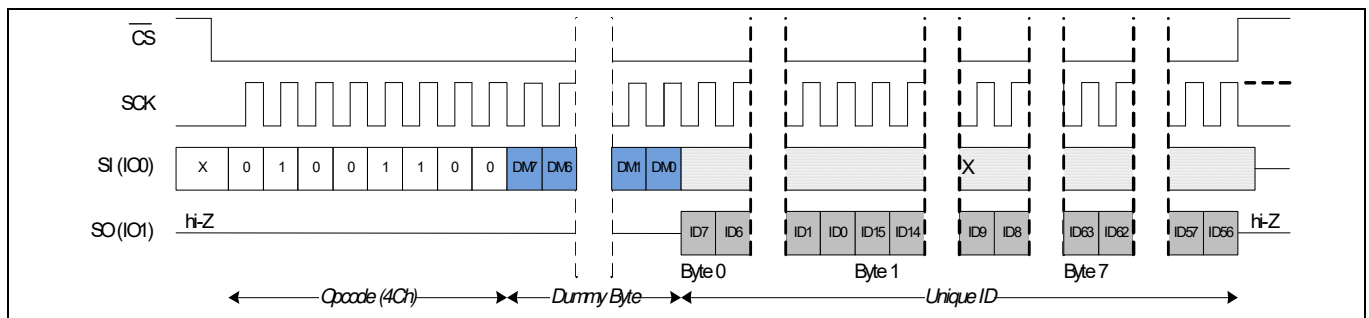 CS
SCK
SI (IO0) X 0 1 0 0 1 1 0 0 DM7 DM6 DM1 DM0 X
SO (IO1) hi-Z ID7 ID6 ID1 ID0 ID15 ID14 ID9 ID8 ID63 ID62 ID57 ID56 hi-Z
Byte 0 Byte 1 Byte 7
Opcode (4Ch) Dummy Byte Unique ID